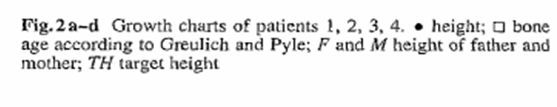 Fig. 2 a–d Growth charts of patients 1, 2, 3, 4. ● height; □ bone
age according to Greulich and Pyle; F and M height of father and
mother; TH target height